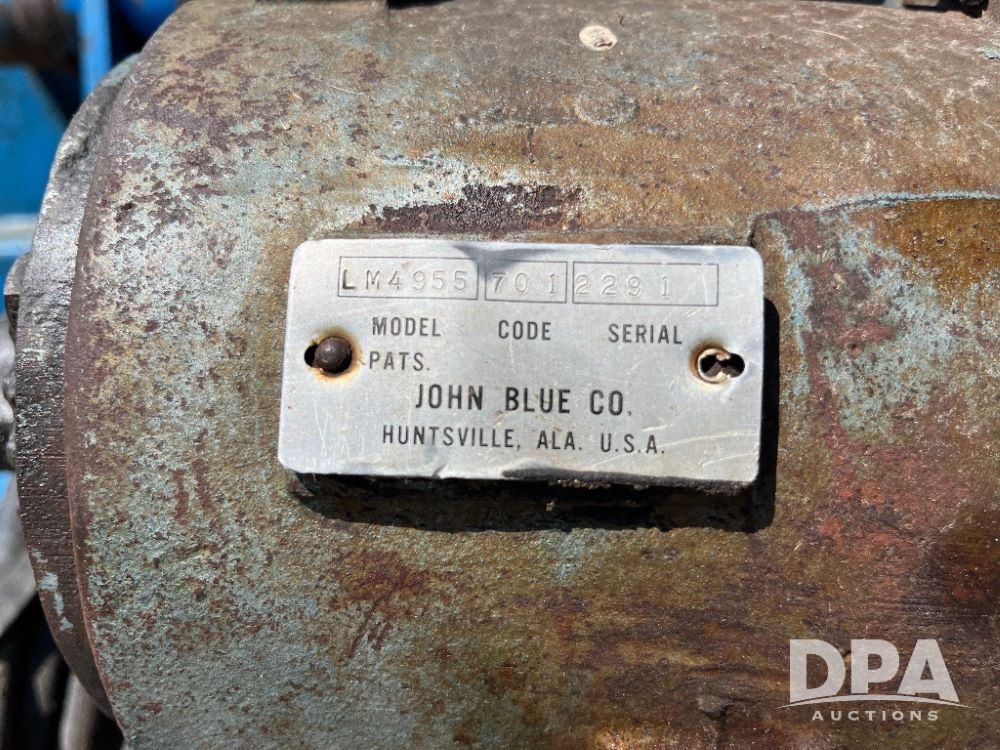 LM4955 701 2291
MODEL CODE SERIAL
PATS.
JOHN BLUE CO.
HUNTSVILLE, ALA. U.S.A.
DPA
AUCTIONS